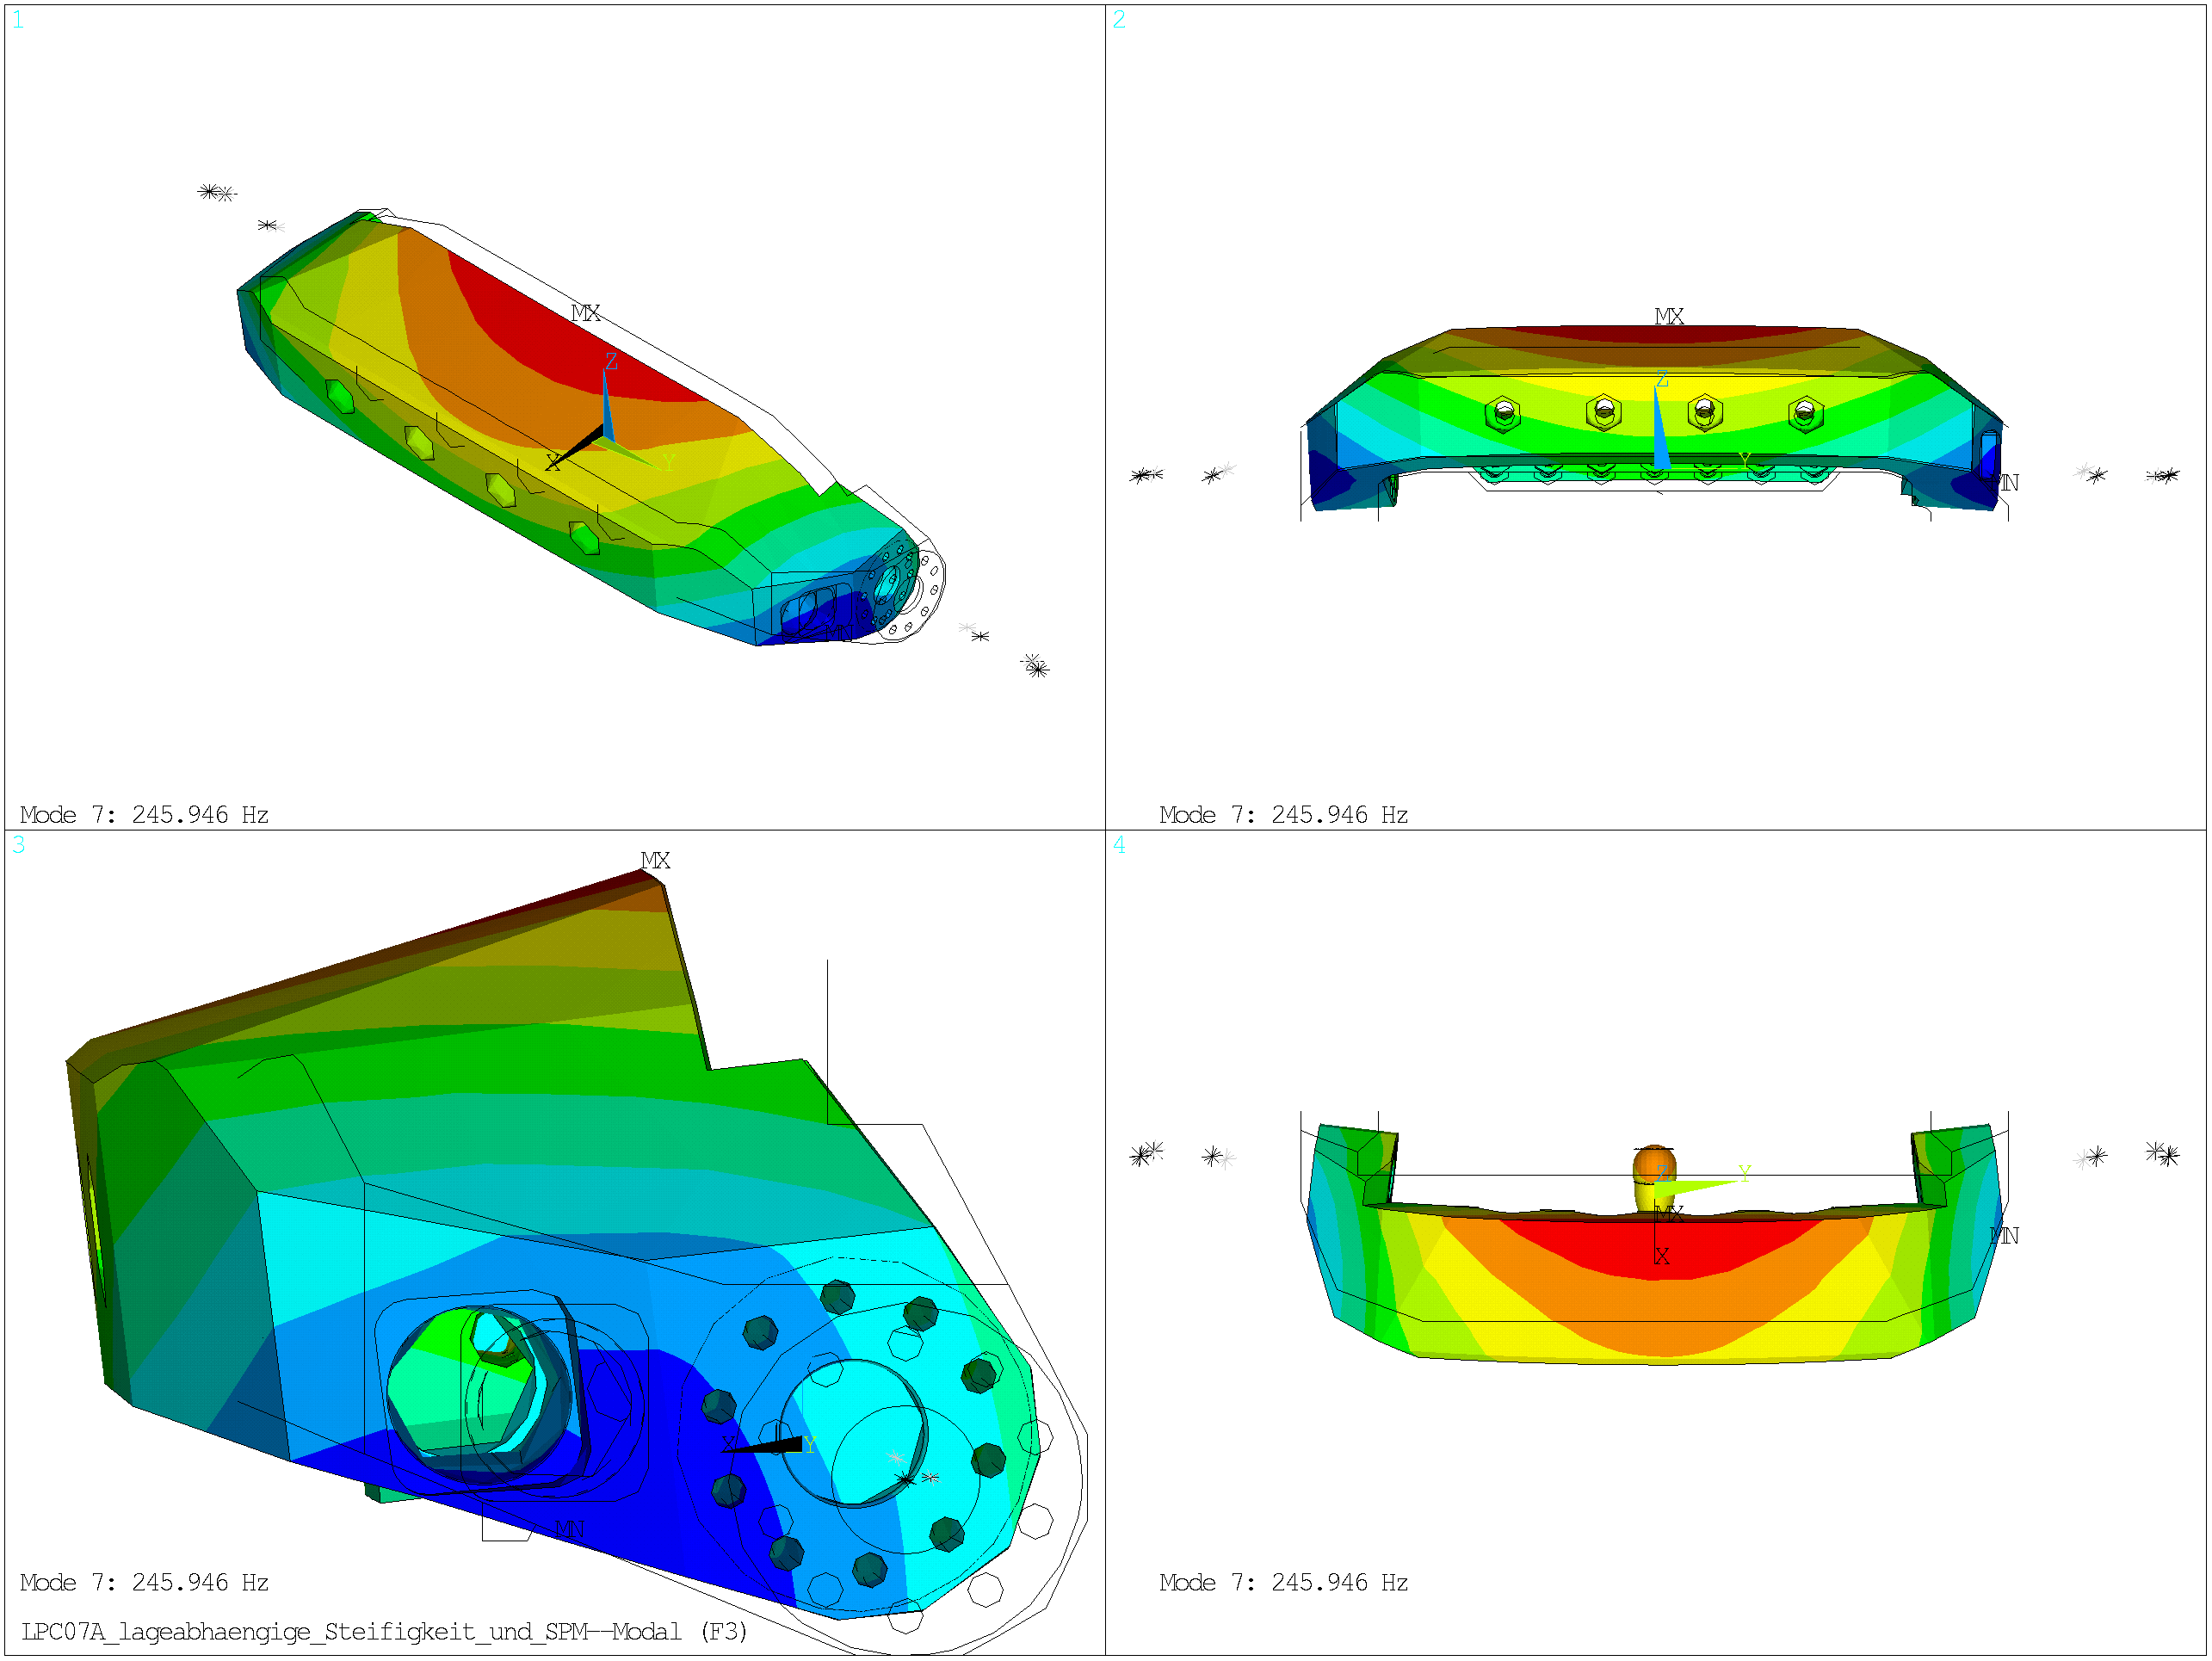 1
MX
Z
X
Y
Mode 7: 245.946 Hz
2
MX
Z
Y
MN
Mode 7: 245.946 Hz
3
MX
X
Y
MN
Mode 7: 245.946 Hz
LPC07A_lageabhaengige_Steifigkeit_und_SPM--Modal (F3)
4
Z
Y
MX
X
MN
Mode 7: 245.946 Hz